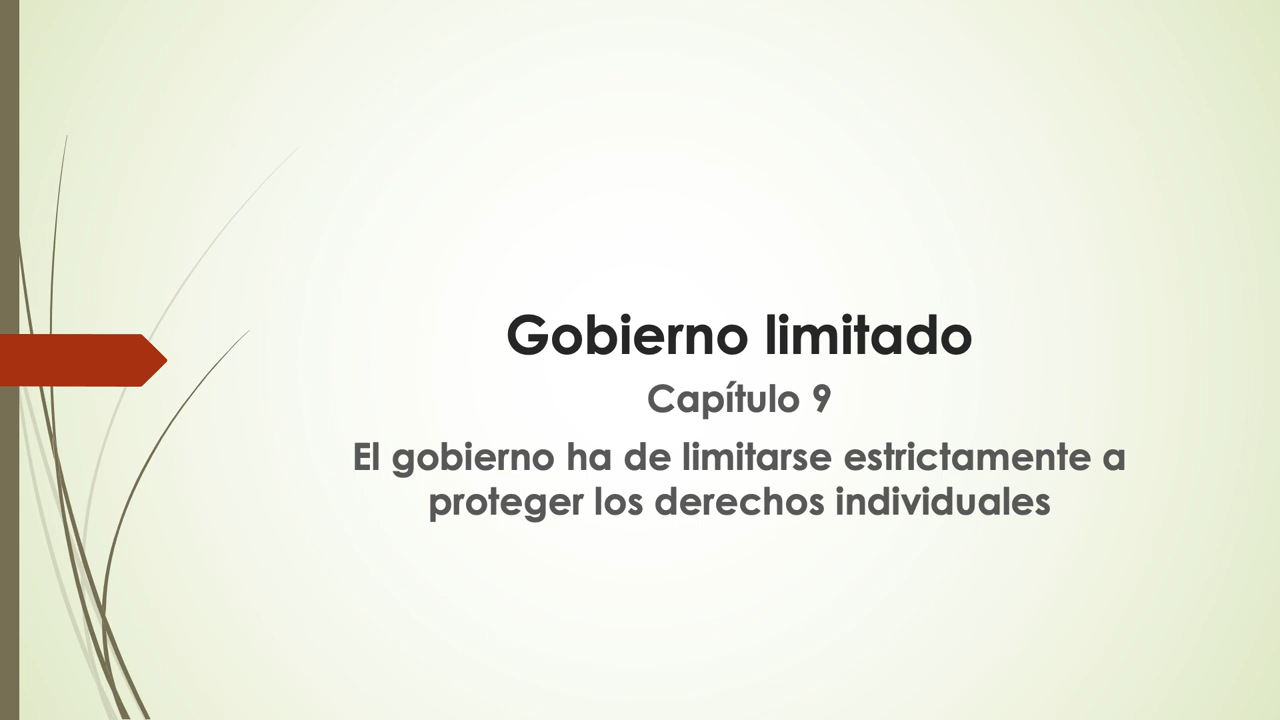 Gobierno limitado
Capítulo 9
El gobierno ha de limitarse estrictamente a
proteger los derechos individuales